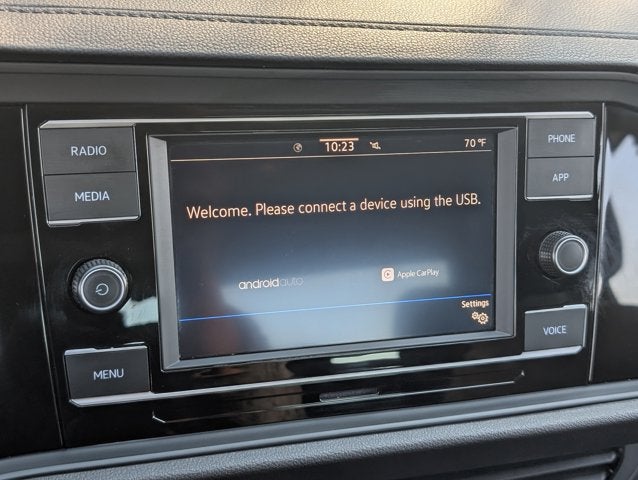 RADIO
MEDIA
MENU
10:23
70 °F
Welcome. Please connect a device using the USB.
androidauto
Apple CarPlay
Settings
PHONE
APP
VOICE